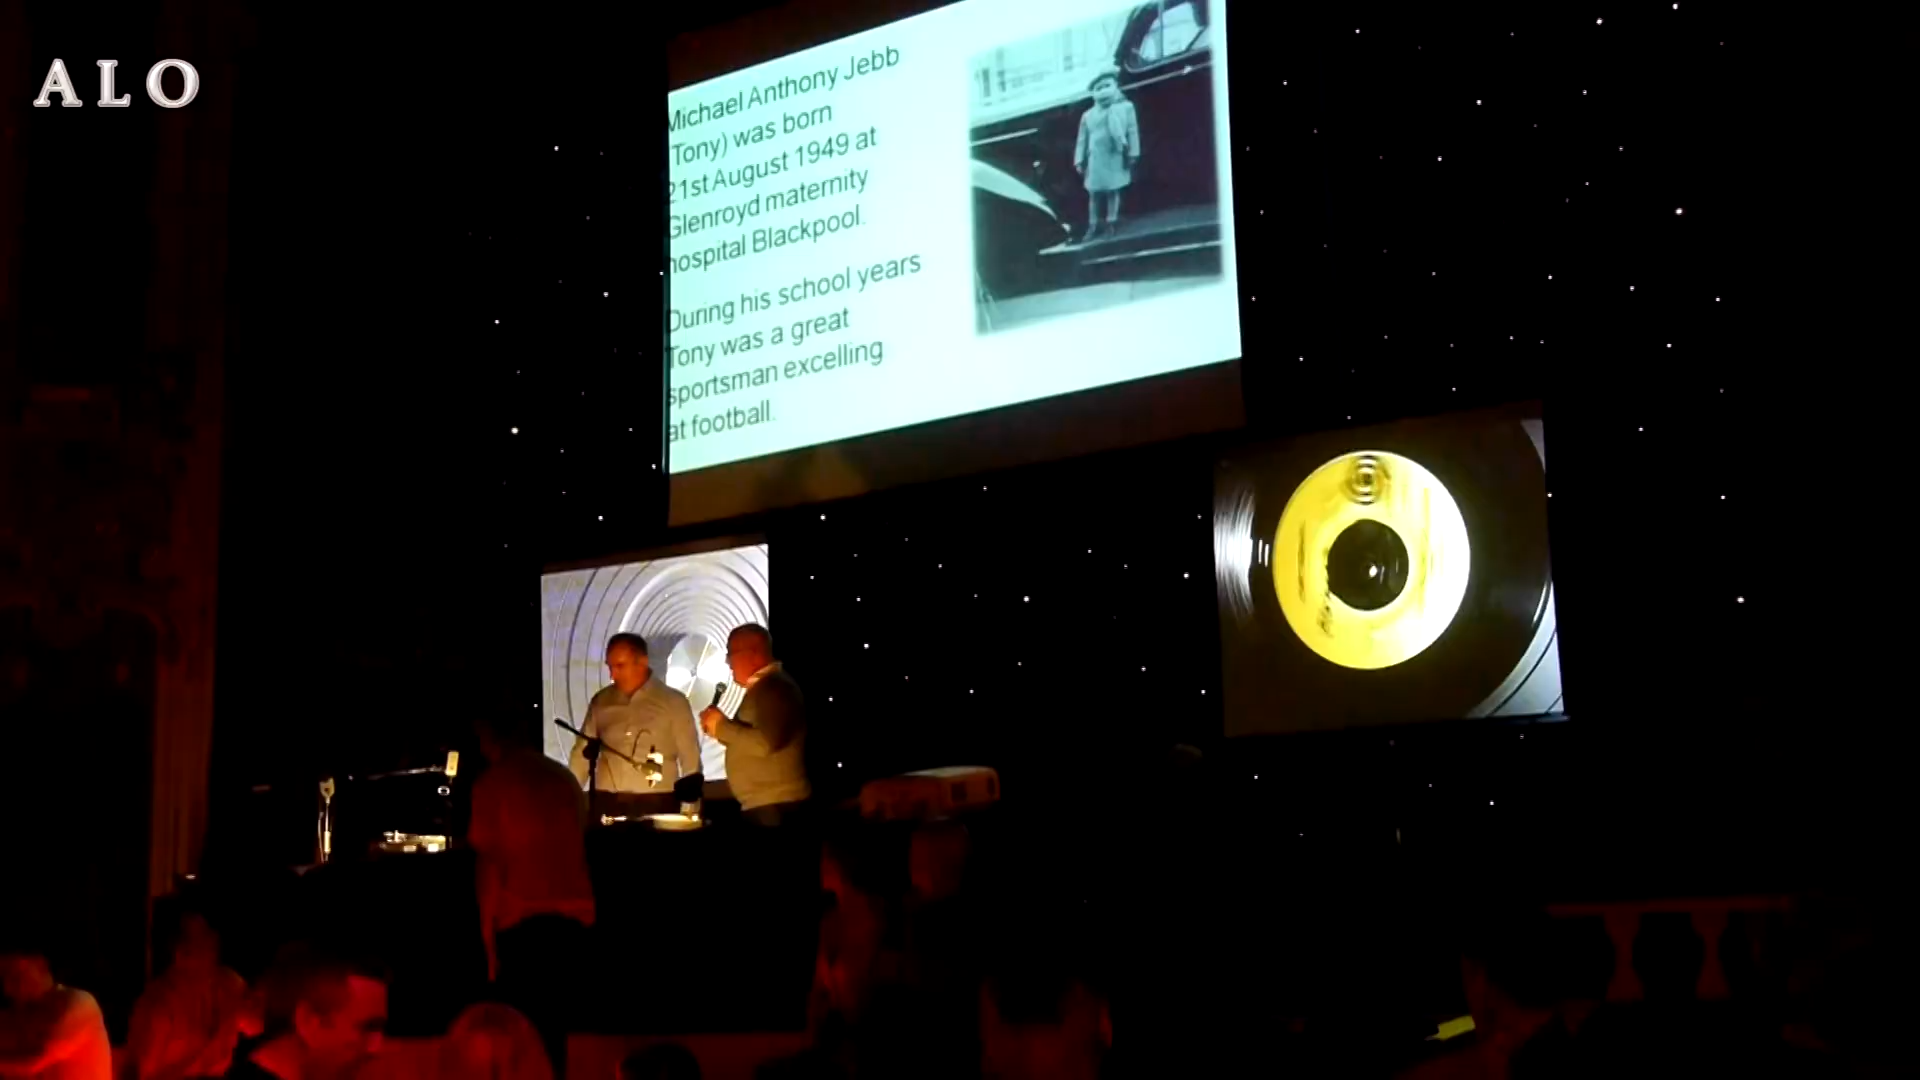 ALO
Michael Anthony Jebb
(Tony) was born
21st August 1949 at
Glenroyd maternity
hospital Blackpool.
During his school years
Tony was a great
sportsman excelling
at football.